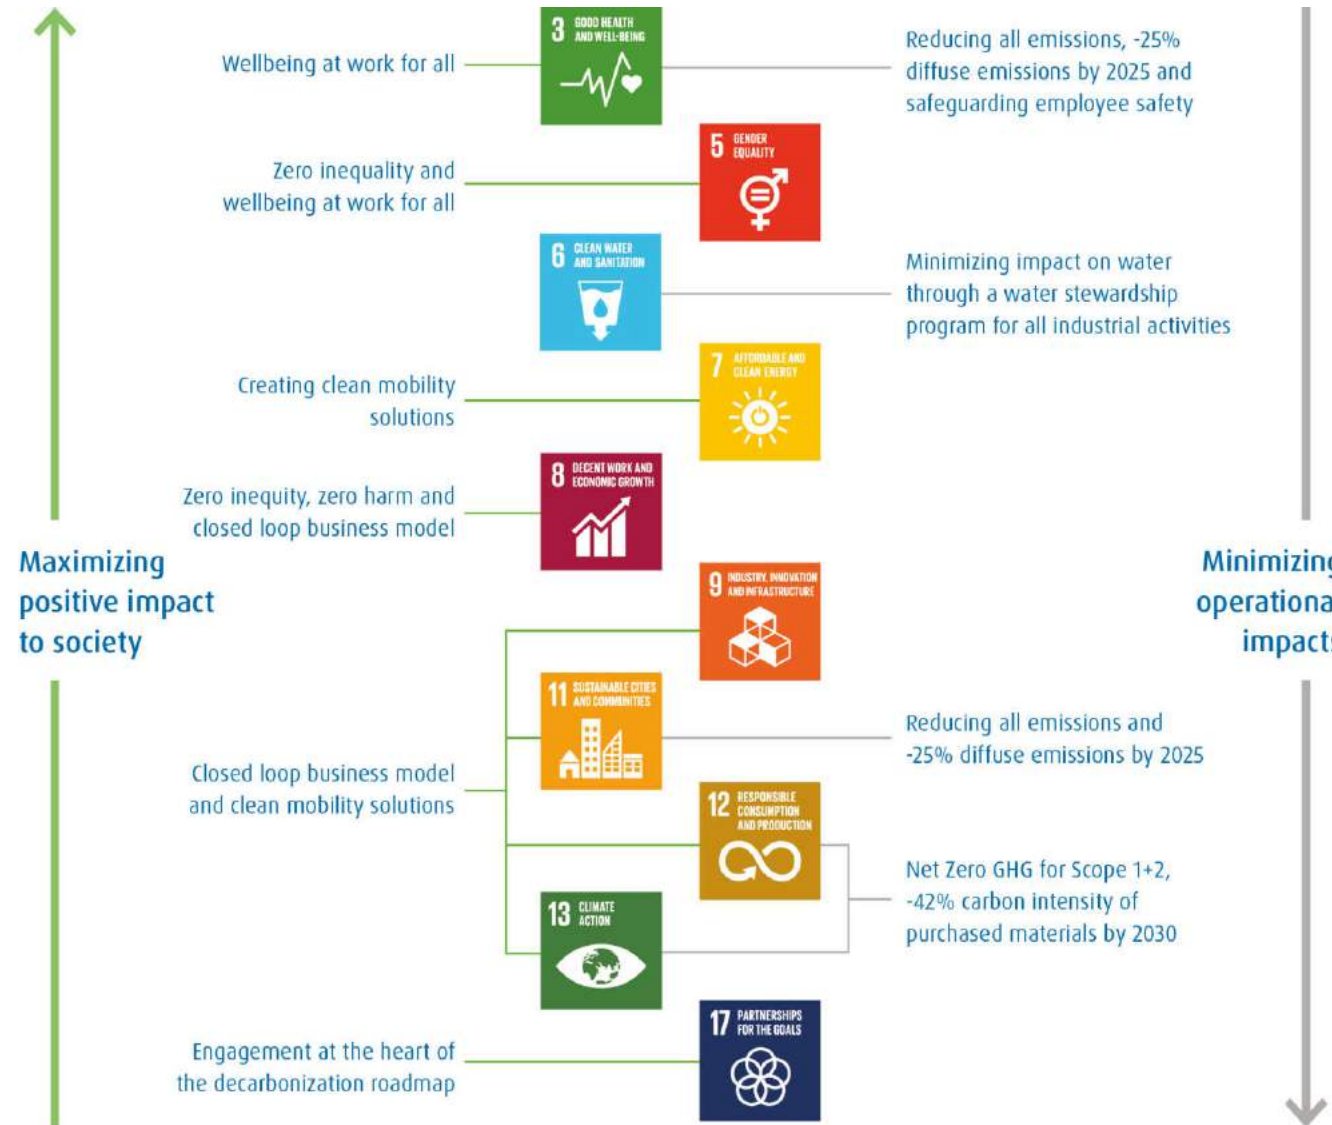 3 GOOD HEALTH
AND WELL-BEING
Wellbeing at work for all
Reducing all emissions, -25%
diffuse emissions by 2025 and
safeguarding employee safety
5 GENDER
EQUALITY
Zero inequality and
wellbeing at work for all
6 CLEAN WATER
AND SANITATION
Minimizing impact on water
through a water stewardship
program for all industrial activities
7 AFFORDABLE AND
CLEAN ENERGY
Creating clean mobility
solutions
8 DECENT WORK AND
ECONOMIC GROWTH
Zero inequity, zero harm and
closed loop business model
Maximizing
positive impact
to society
Minimizing
operationa
impacts
9 INDUSTRY, INNOVATION
AND INFRASTRUCTURE
11 SUSTAINABLE CITIES
AND COMMUNITIES
Reducing all emissions and
-25% diffuse emissions by 2025
Closed loop business model
and clean mobility solutions
12 RESPONSIBLE
CONSUMPTION
AND PRODUCTION
Net Zero GHG for Scope 1+2,
-42% carbon intensity of
purchased materials by 2030
13 CLIMATE
ACTION
17 PARTNERSHIPS
FOR THE GOALS
Engagement at the heart of
the decarbonization roadmap